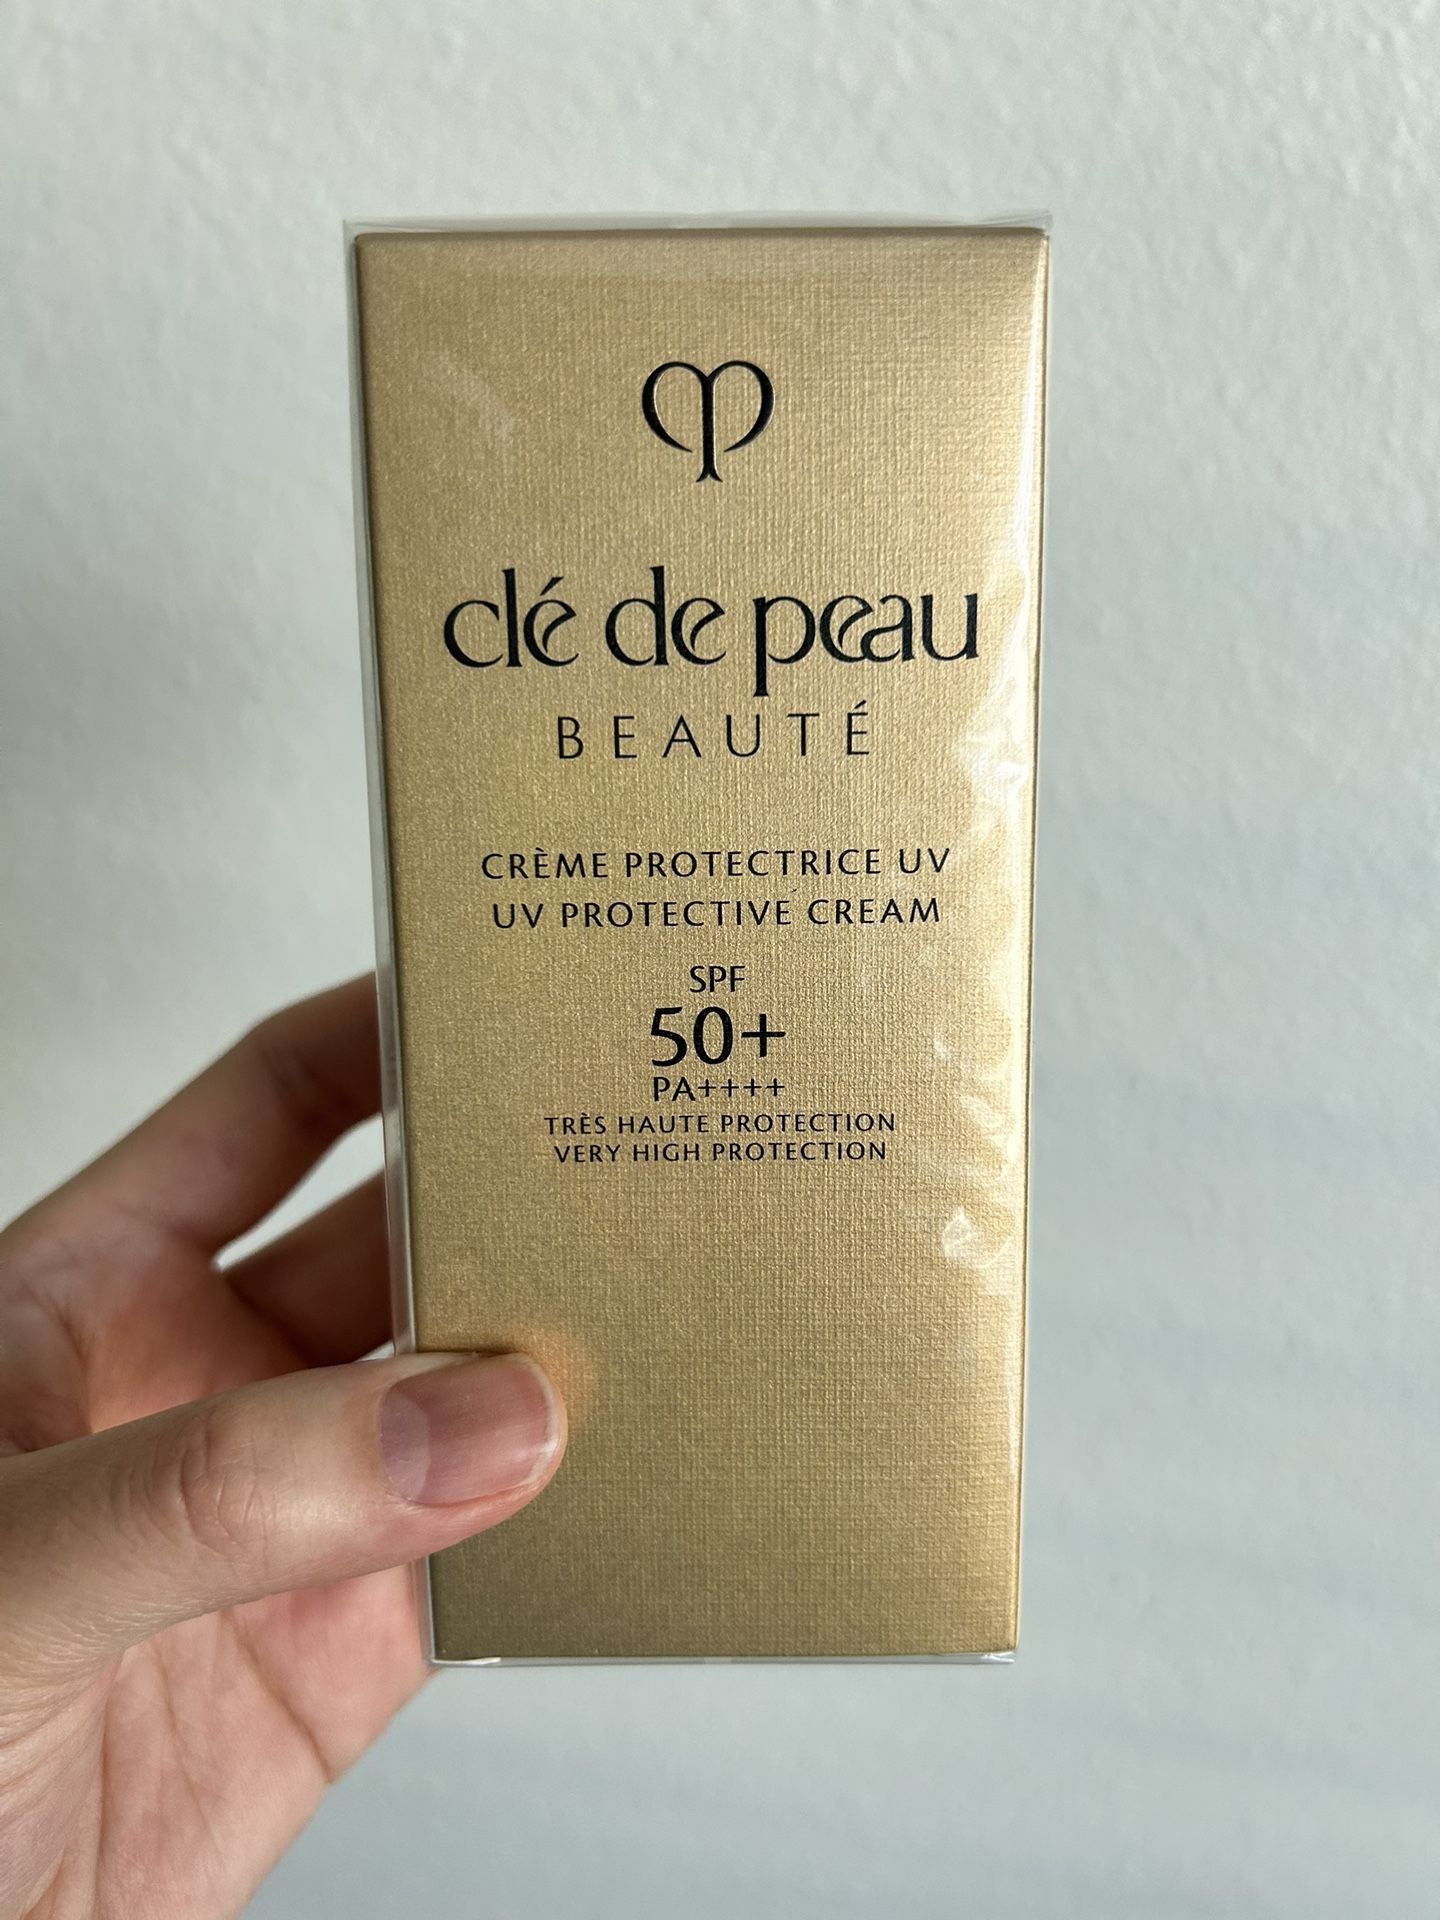 clé de peau
BEAUTÉ
CRÈME PROTECTRICE UV
UV PROTECTIVE CREAM
SPF
50+
PA++++
TRÈS HAUTE PROTECTION
VERY HIGH PROTECTION